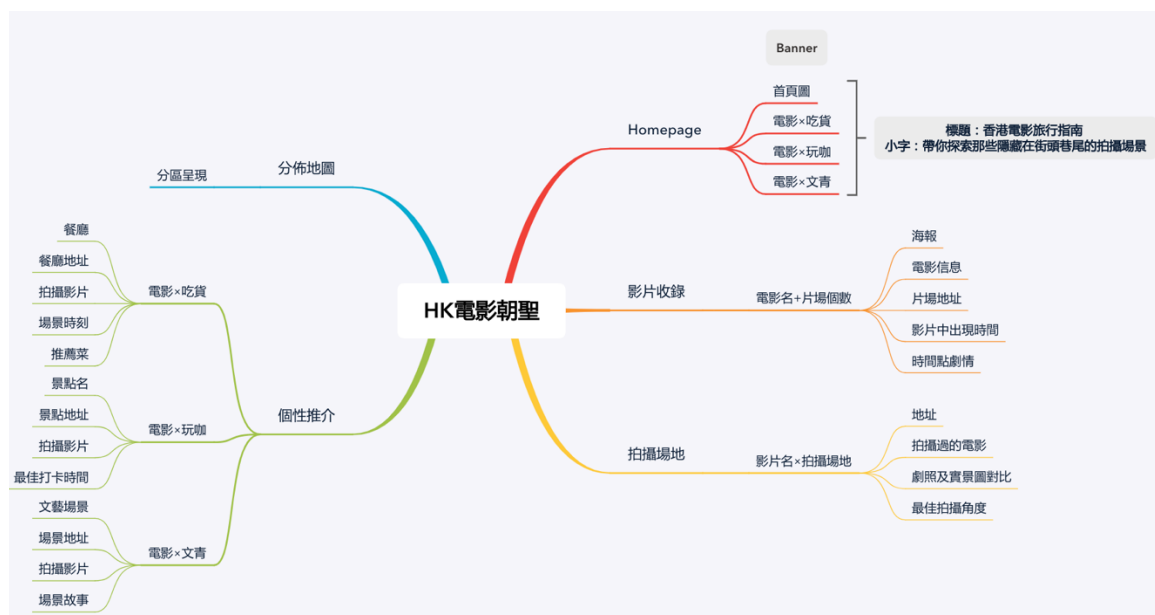 Banner
首頁圖
電影×吃貨
電影×玩咖
電影×文青
Homepage
標題：香港電影旅行指南
小字：帶你探索那些隱藏在街頭巷尾的拍攝場景
分佈地圖
分區呈現
HK電影朝聖
影片收錄
電影名+片場個數
海報
電影信息
片場地址
影片中出現時間
時間點劇情
拍攝場地
影片名×拍攝場地
地址
拍攝過的電影
劇照及實景圖對比
最佳拍攝角度
個性推介
電影×吃貨
餐廳
餐廳地址
拍攝影片
場景時刻
推薦菜
電影×玩咖
景點名
景點地址
拍攝影片
最佳打卡時間
電影×文青
文藝場景
場景地址
拍攝影片
場景故事